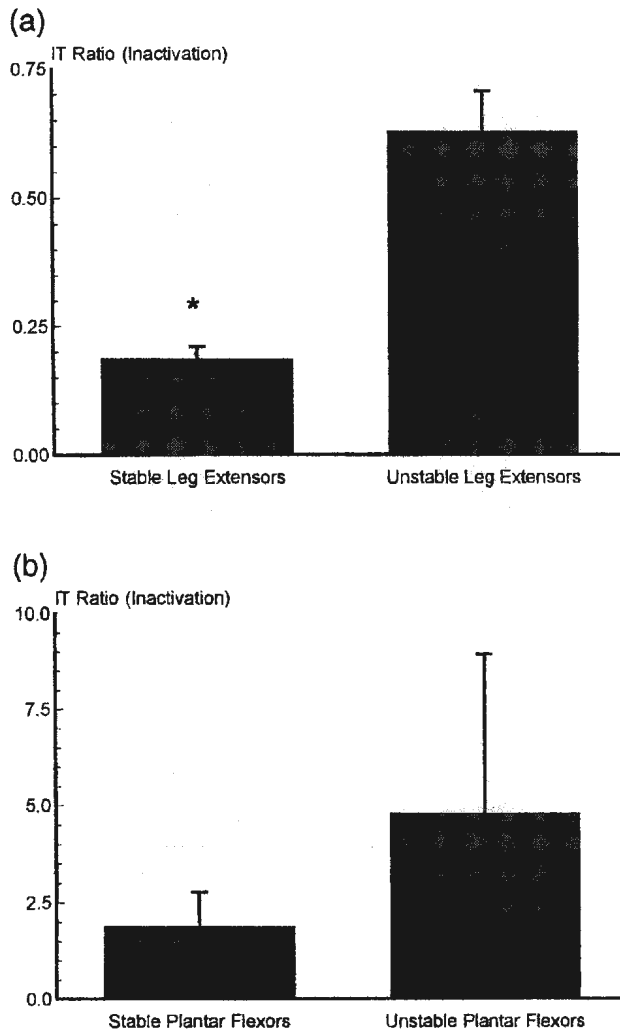 (a)
IT Ratio (Inactivation)
0.75
0.50
*
0.25
0.00
Stable Leg Extensors Unstable Leg Extensors
(b)
IT Ratio (Inactivation)
10.0
7.5
5.0
2.5
0.0
Stable Plantar Flexors Unstable Plantar Flexors